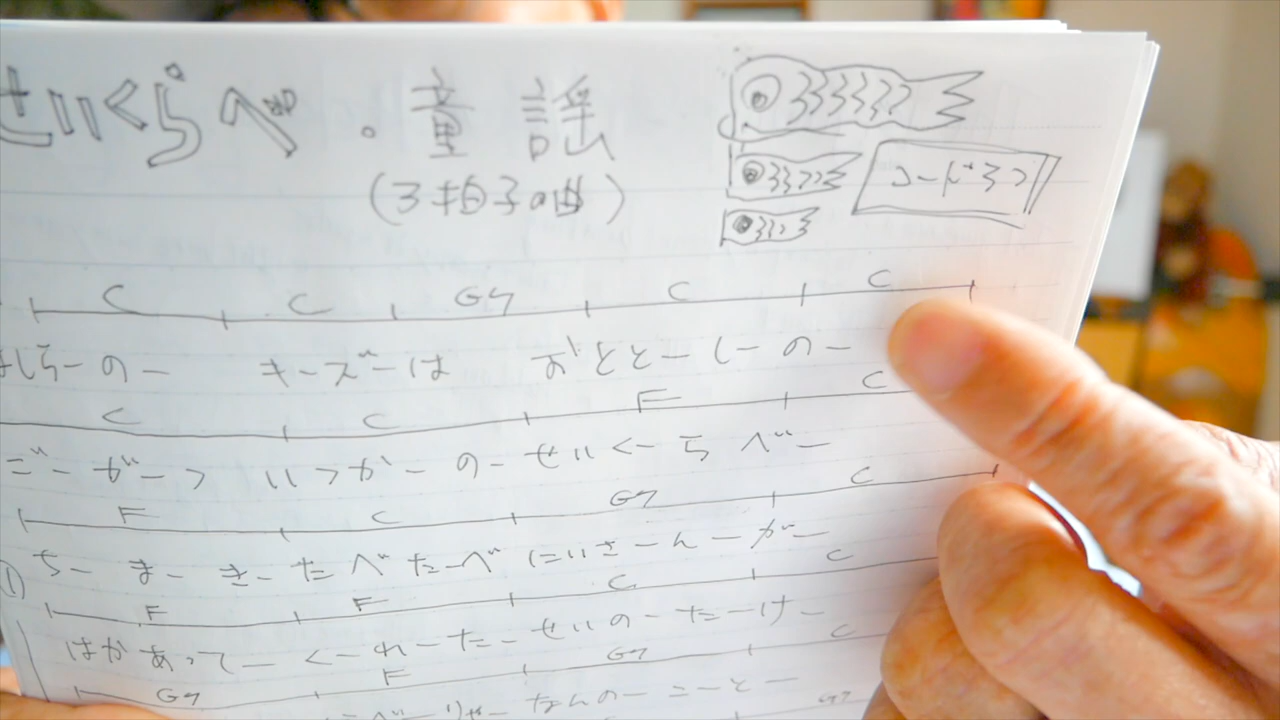 せいくらべ・童謡
(3拍子の曲)
コード3つ
C C G7 C C
はしらーのー キーズーは おととーしーのー
C C F C
ごーがーつ いつかーのーせいくーらべー
F C G7 C
ちーまーきーたべたーべ にいさーんーがー
① F F C C
はかあってーくーれーたーせいのーたーけー
G7 F G7 C
なんのーことー
G7